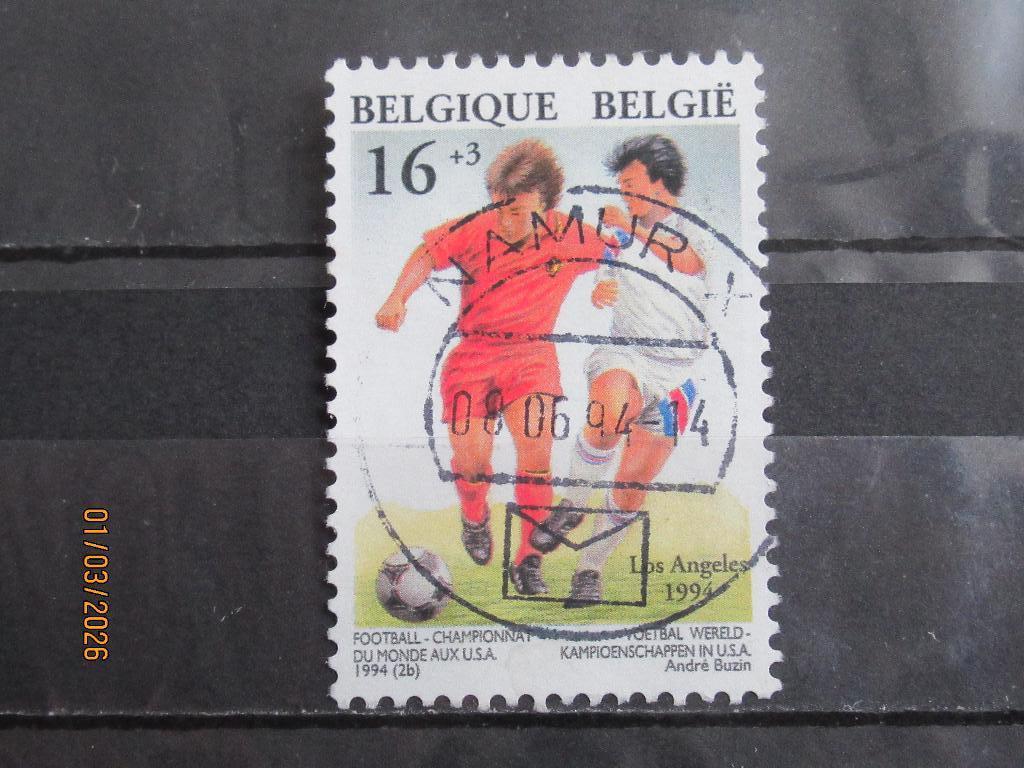 BELGIQUE BELGIË
16 +3
NAMUR
08 06 94-14
Los Angeles
1994
FOOTBALL - CHAMPIONNAT
DU MONDE AUX U.S.A.
1994 (2b)
VOETBAL WERELD-
KAMPIOENSCHAPPEN IN U.S.A.
André Buzin
01/03/2026